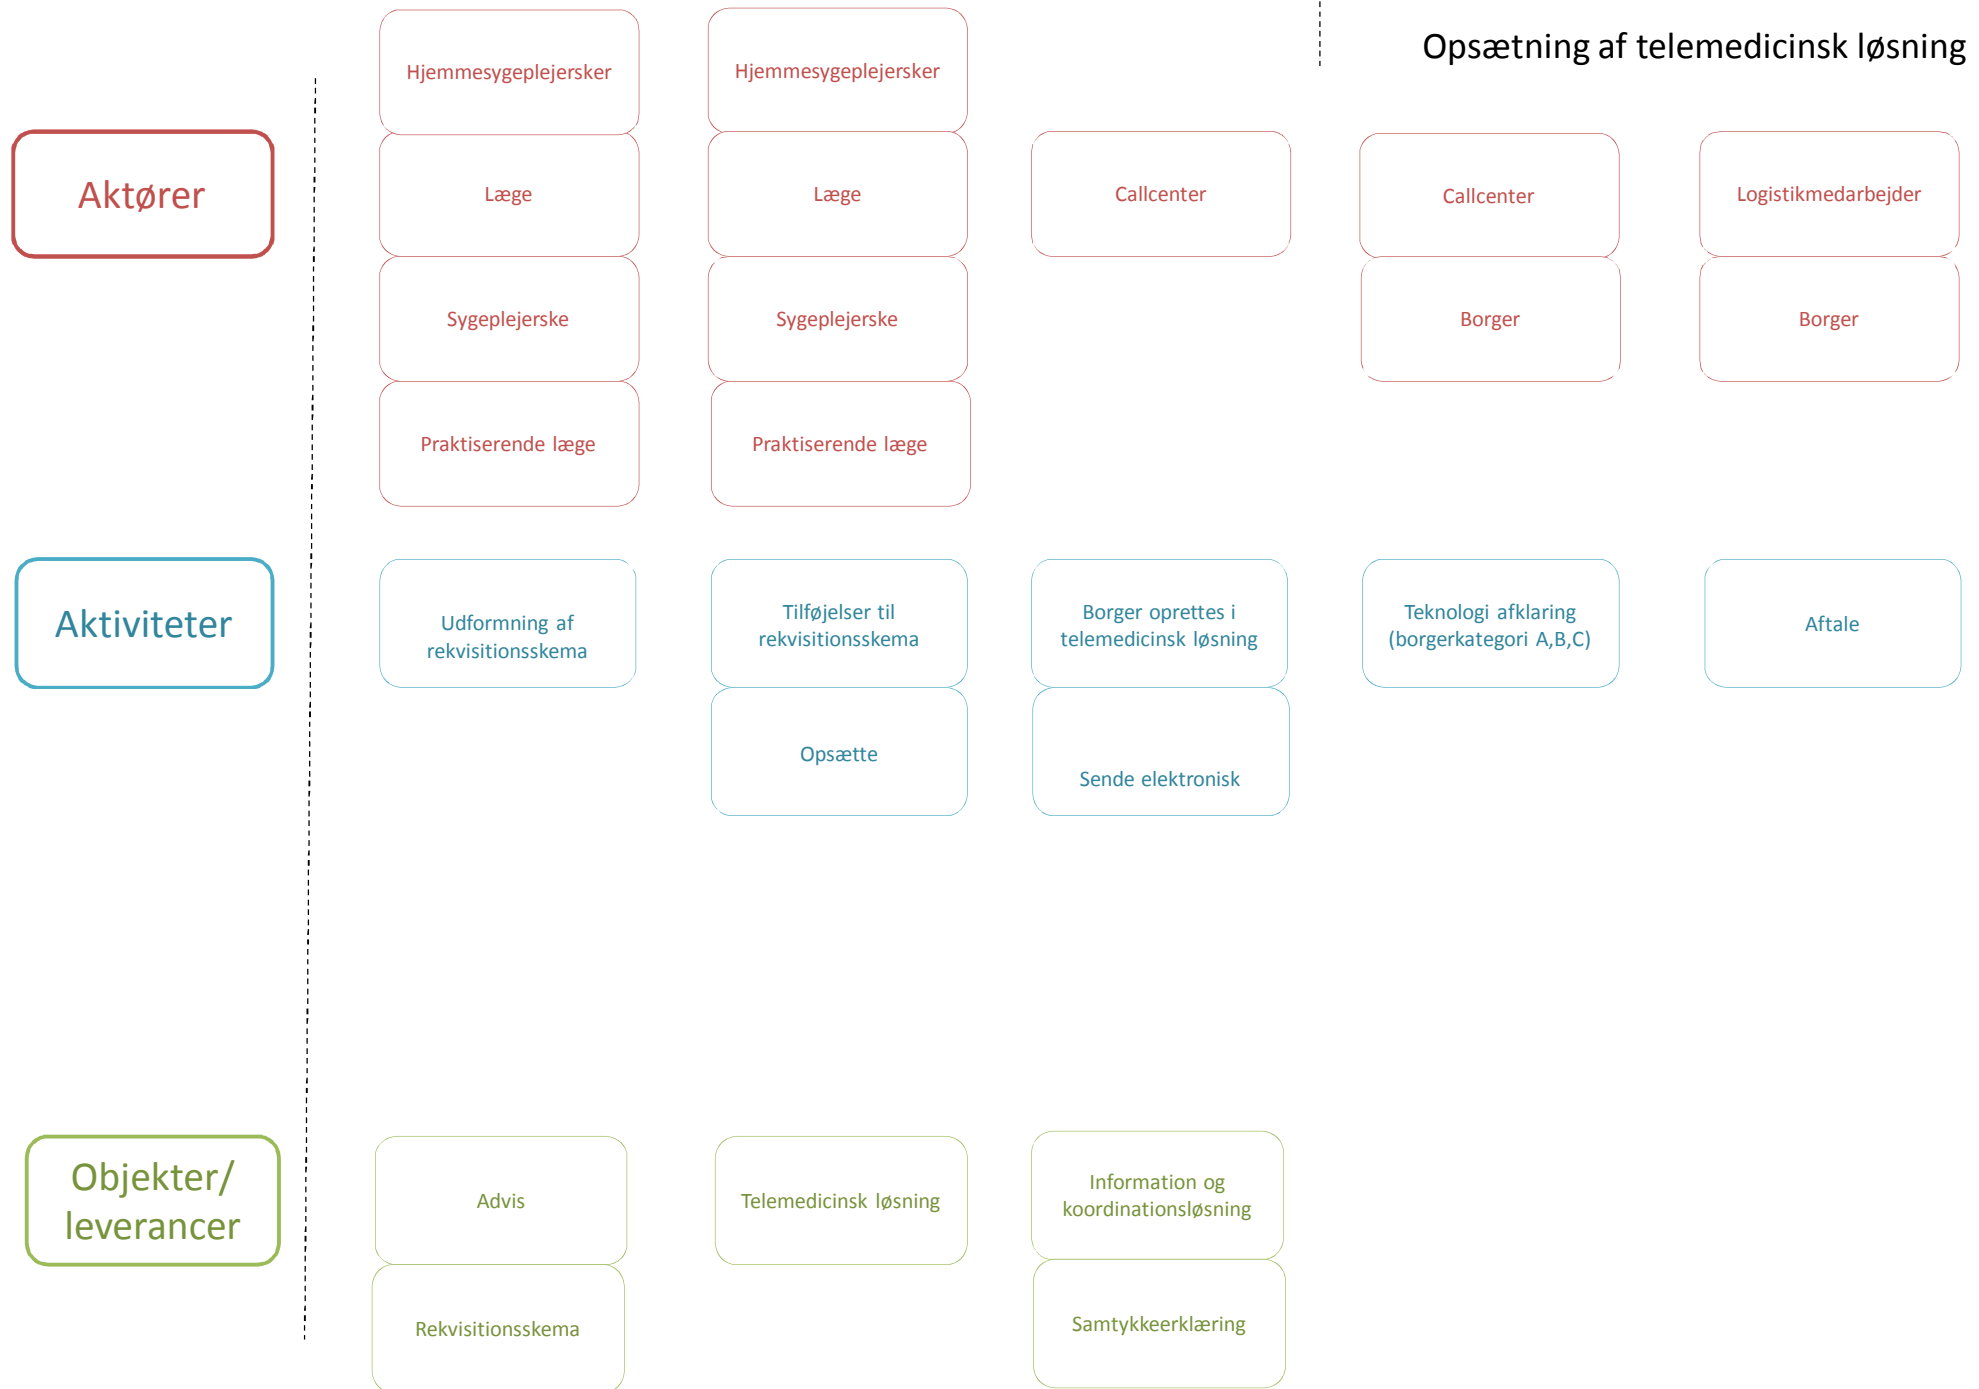 Opsætning af telemedicinsk løsning
Aktører
Hjemmesygeplejersker
Læge
Sygeplejerske
Praktiserende læge
Hjemmesygeplejersker
Læge
Sygeplejerske
Praktiserende læge
Callcenter
Callcenter
Borger
Logistikmedarbejder
Borger
Aktiviteter
Udformning af
rekvisitionsskema
Tilføjelser til
rekvisitionsskema
Opsætte
Borger oprettes i
telemedicinsk løsning
Sende elektronisk
Teknologi afklaring
(borgerkategori A,B,C)
Aftale
Objekter/
leverancer
Advis
Rekvisitionsskema
Telemedicinsk løsning
Information og
koordinationsløsning
Samtykkeerklæring